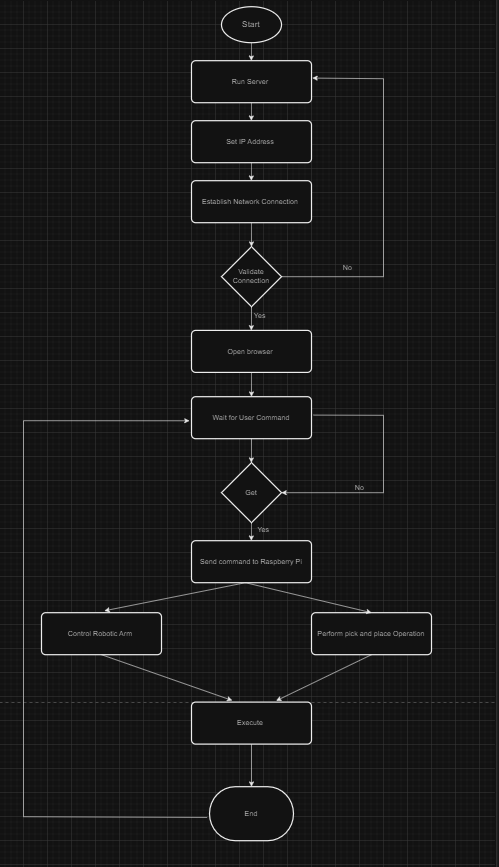 Start
Run Server
Set IP Address
Establish Network Connection
Validate
Connection
No
Yes
Open browser
Wait for User Command
Get
No
Yes
Send command to Raspberry Pi
Control Robotic Arm
Perform pick and place Operation
Execute
End